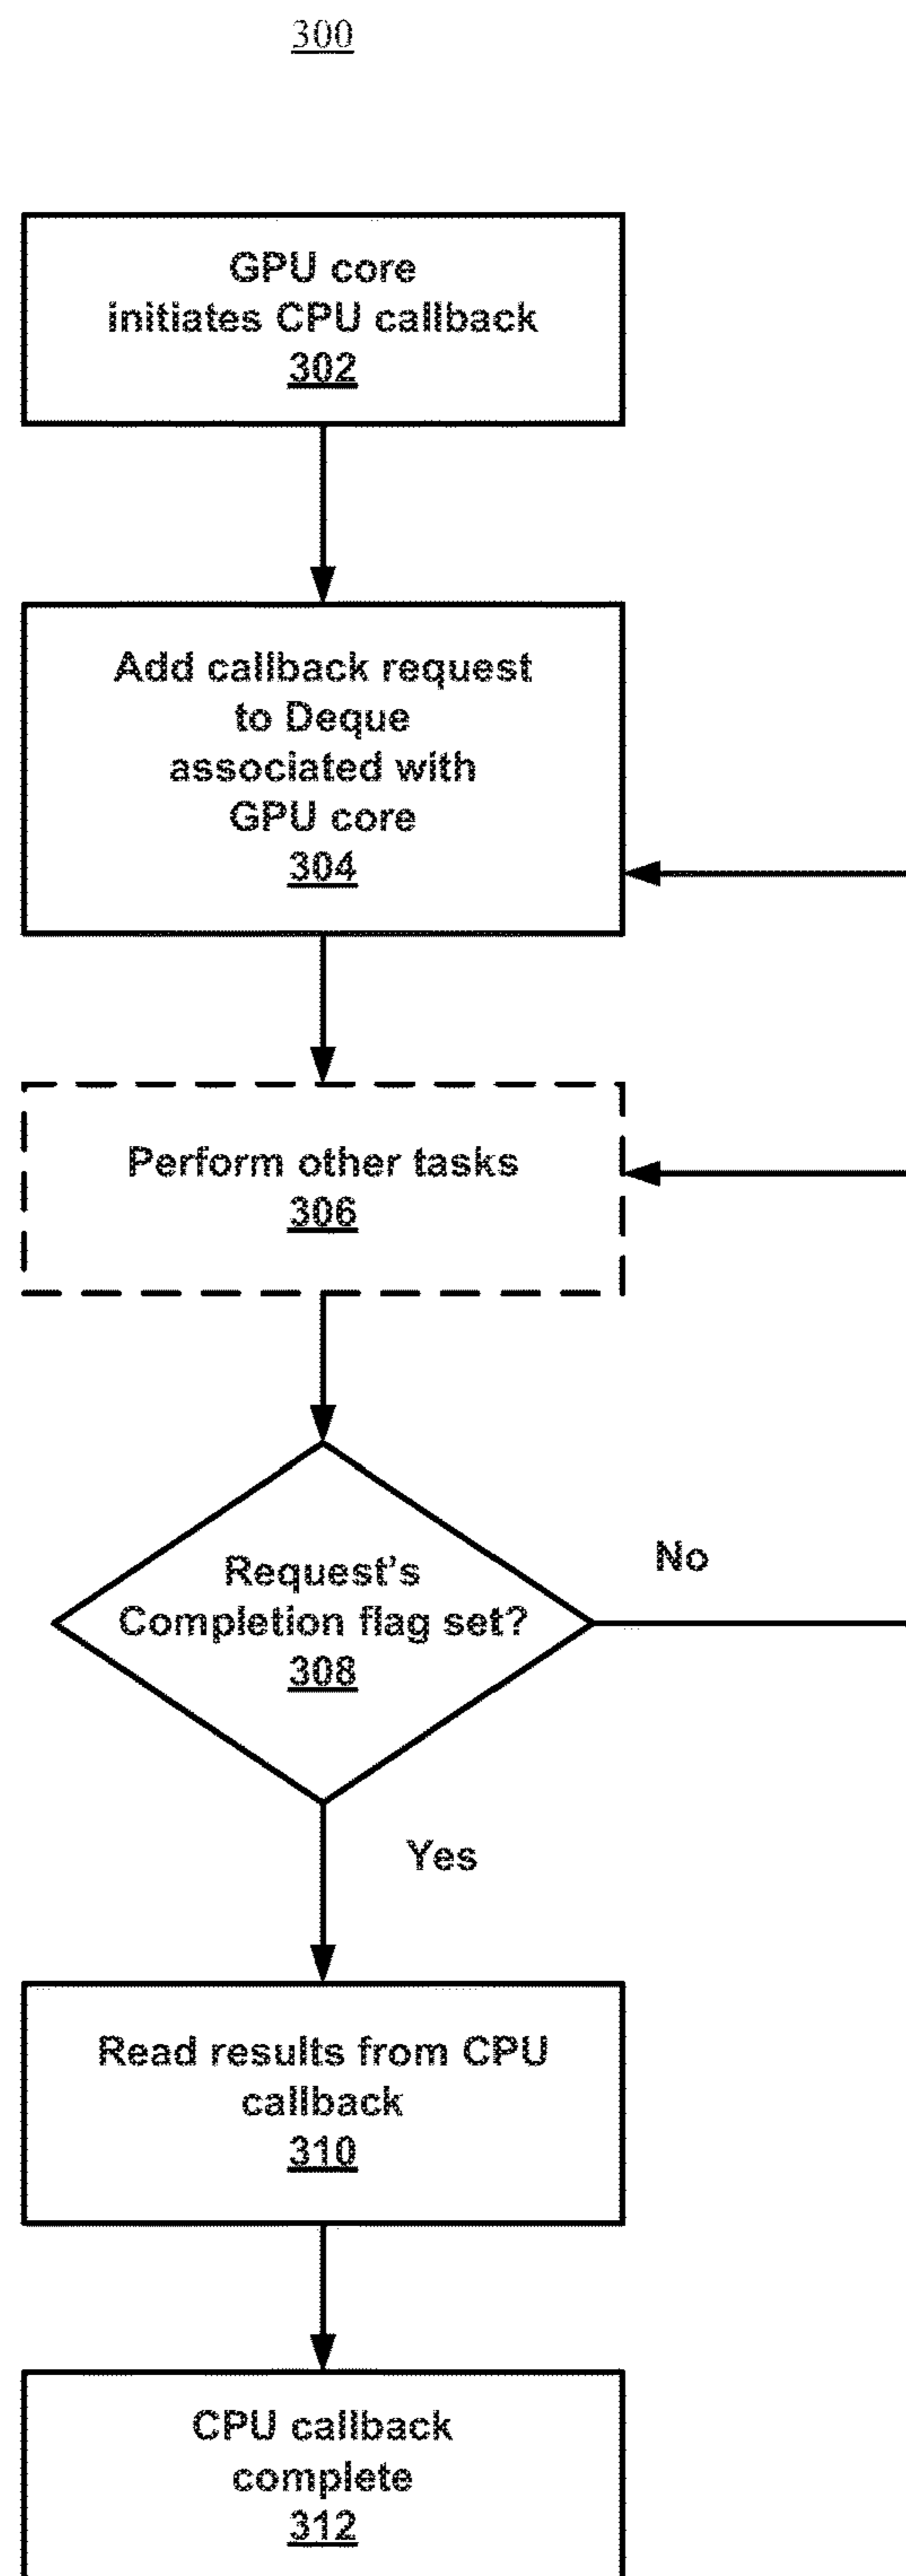 300
GPU core
initiates CPU callback
302
Add callback request
to Deque
associated with
GPU core
304
Perform other tasks
306
Request's
Completion flag set?
308
No
Yes
Read results from CPU
callback
310
CPU callback
complete
312